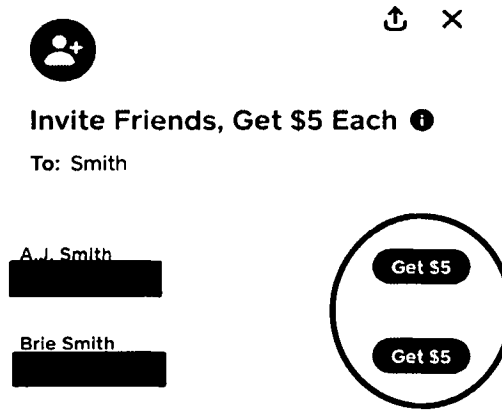 Invite Friends, Get $5 Each
To: Smith
A.J. Smith
Get $5
Brie Smith
Get $5